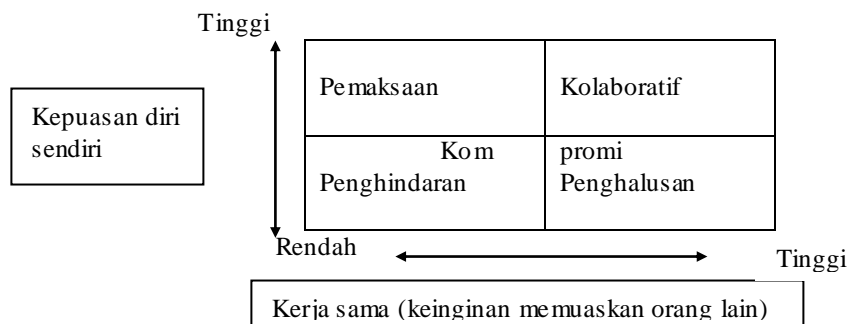 Tinggi
Pemaksaan Kolaboratif
Kepuasan diri
sendiri
Kom promi
Penghindaran Penghalusan
Rendah
Tinggi
Kerja sama (keinginan memuaskan orang lain)